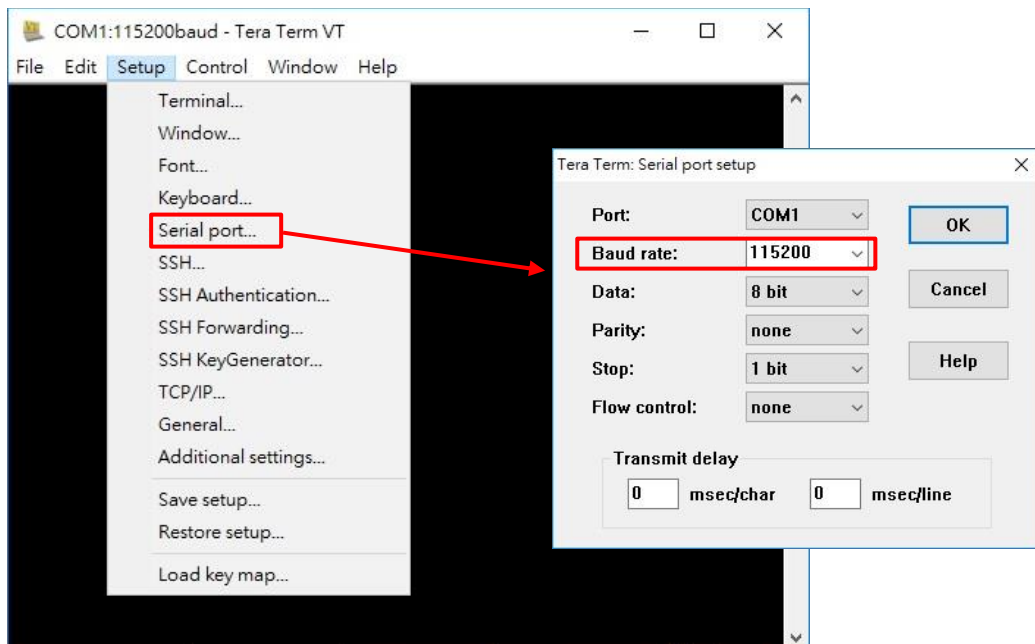 COM1:115200baud - Tera Term VT
File Edit Setup Control Window Help
Terminal...
Window...
Font...
Keyboard...
Serial port...
SSH...
SSH Authentication...
SSH Forwarding...
SSH KeyGenerator...
TCP/IP...
General...
Additional settings...
Save setup...
Restore setup...
Load key map...
Tera Term: Serial port setup
Port: COM1 OK
Baud rate: 115200
Data: 8 bit Cancel
Parity: none
Stop: 1 bit Help
Flow control: none
Transmit delay
0 msec/char 0 msec/line